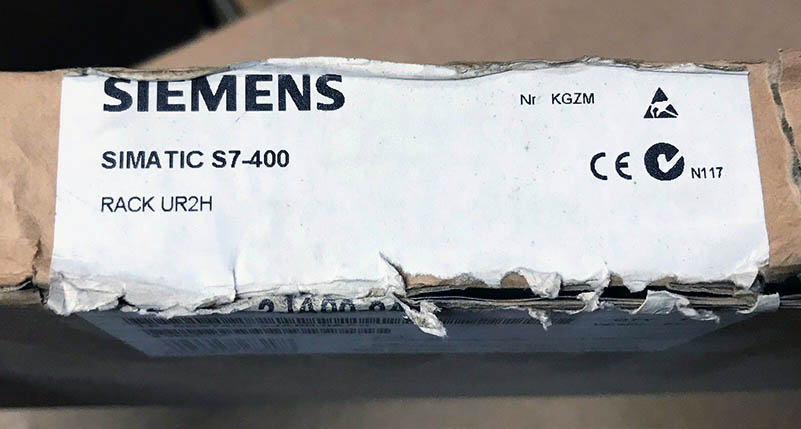 SIEMENS
Nr KGZM
SIMATIC S7-400
CE N117
RACK UR2H